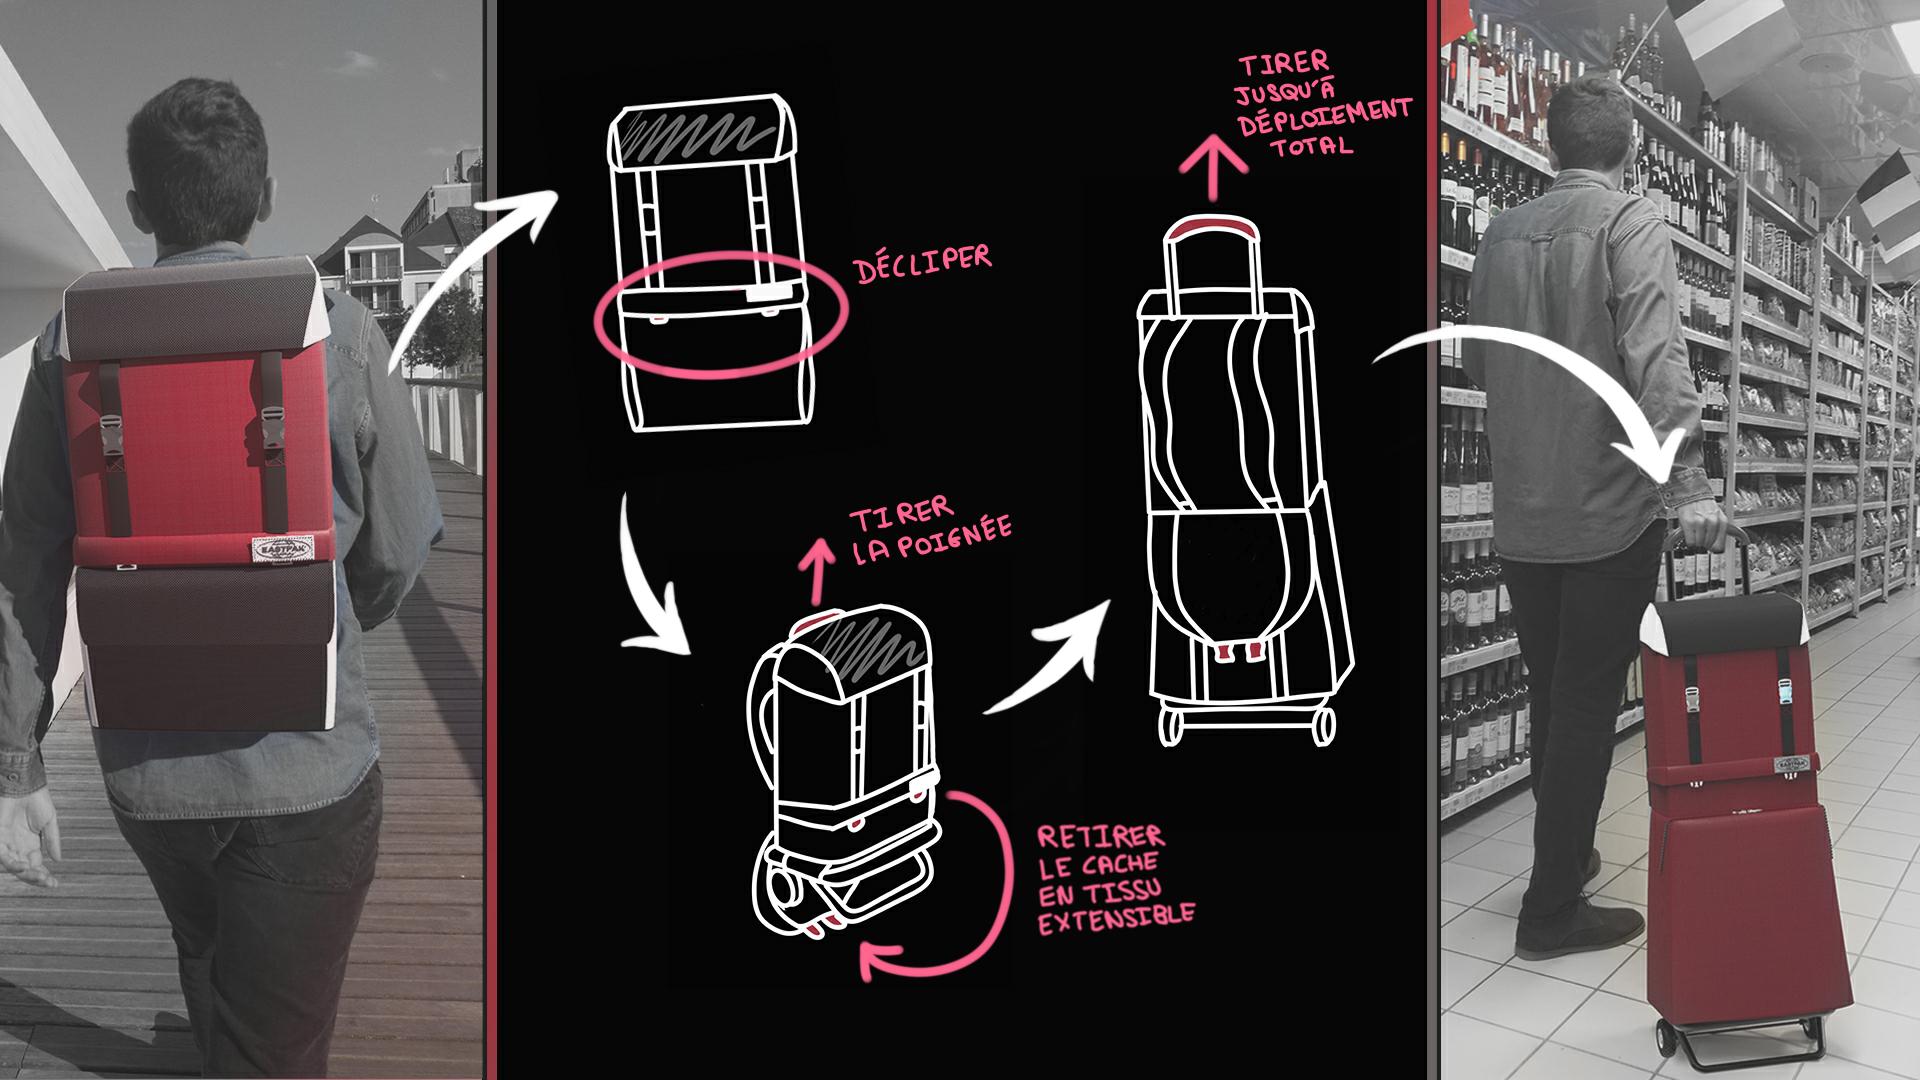 EASTPAK
DÉCLIPER
TIRER
LA POIGNÉE
RETIRER
LE CACHE
EN TISSU
EXTENSIBLE
TIRER
JUSQU'À
DÉPLOIEMENT
TOTAL
EASTPAK